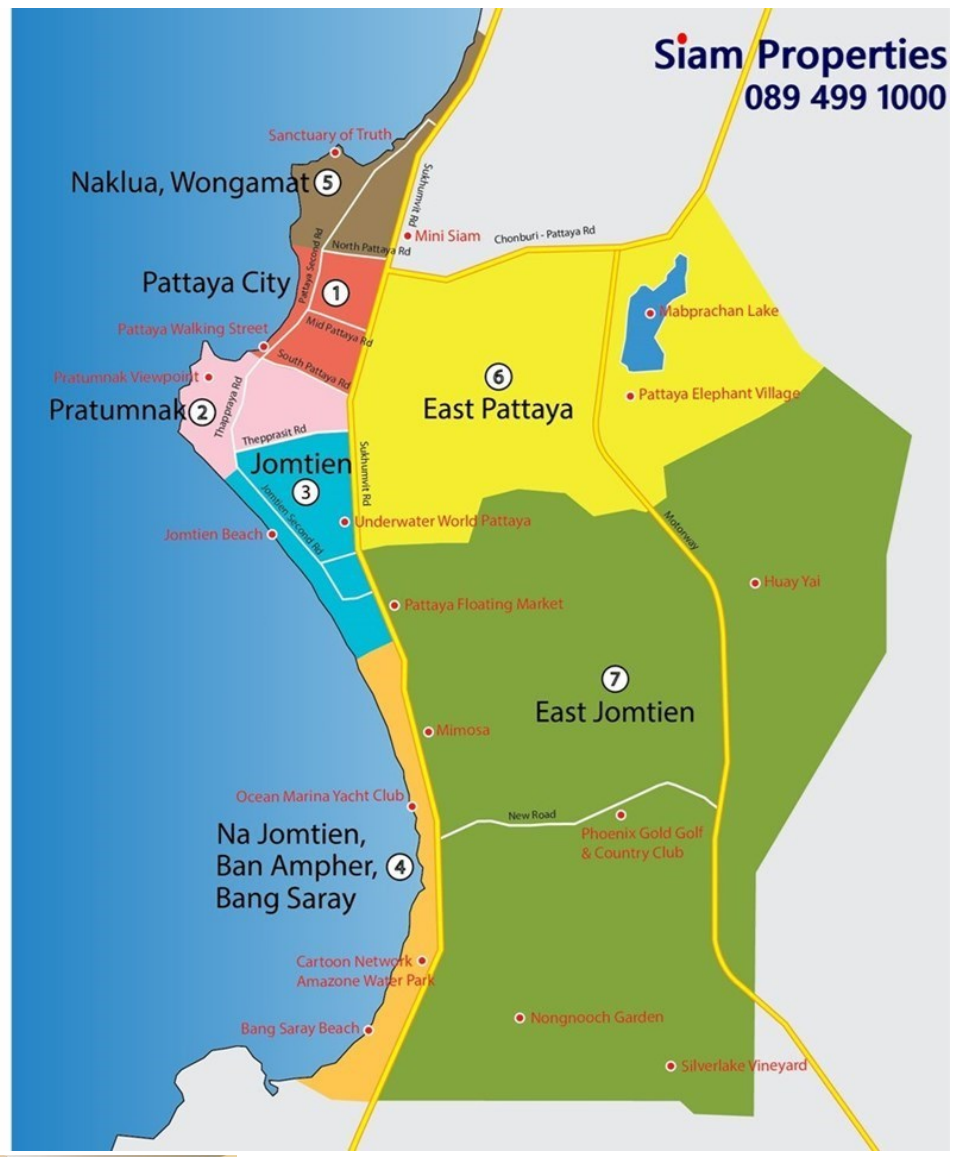 Siam Properties
089 499 1000
Sanctuary of Truth
Naklua, Wongamat 5
Sukhumvit Rd
Mini Siam
Chonburi - Pattaya Rd
North Pattaya Rd
Pattaya Second Rd
Pattaya City
1
Mabprachan Lake
Mid Pattaya Rd
Pattaya Walking Street
South Pattaya Rd
Pratumnak Viewpoint
6
Pattaya Elephant Village
East Pattaya
Pratumnak 2
Thappraya Rd
Thepprasit Rd
Jomtien
3
Sukhumvit Rd
Jomtien Second Rd
Underwater World Pattaya
Jomtien Beach
Motorway
Huay Yai
Pattaya Floating Market
7
East Jomtien
Mimosa
Ocean Marina Yacht Club
New Road
Phoenix Gold Golf
& Country Club
Na Jomtien,
Ban Ampher,
4
Bang Saray
Cartoon Network
Amazone Water Park
Nongnooch Garden
Bang Saray Beach
Silverlake Vineyard